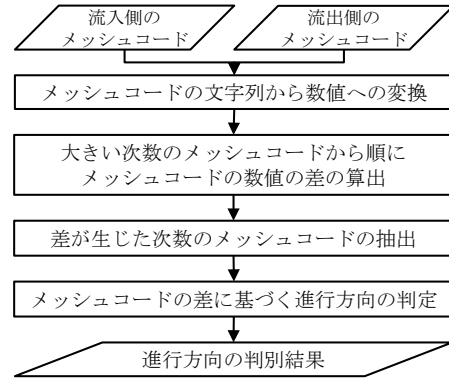 流入側の
メッシュコード
流出側の
メッシュコード
メッシュコードの文字列から数値への変換
大きい次数のメッシュコードから順に
メッシュコードの数値の差の算出
差が生じた次数のメッシュコードの抽出
メッシュコードの差に基づく進行方向の判定
進行方向の判別結果